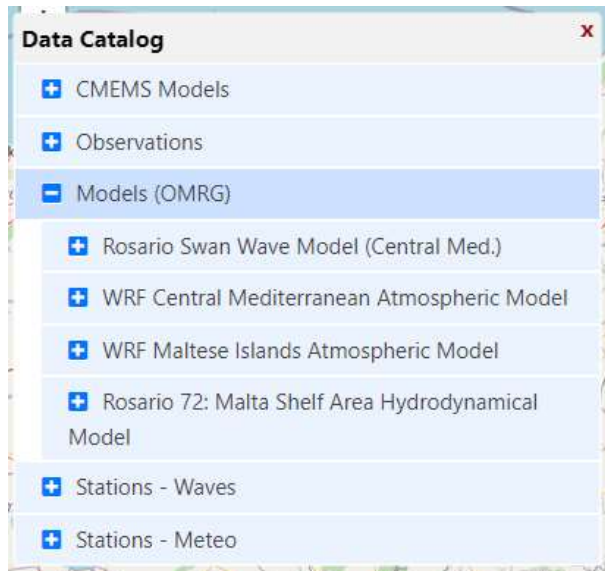 Data Catalog
x
CMEMS Models
Observations
Models (OMRG)
Rosario Swan Wave Model (Central Med.)
WRF Central Mediterranean Atmospheric Model
WRF Maltese Islands Atmospheric Model
Rosario 72: Malta Shelf Area Hydrodynamical
Model
Stations - Waves
Stations - Meteo